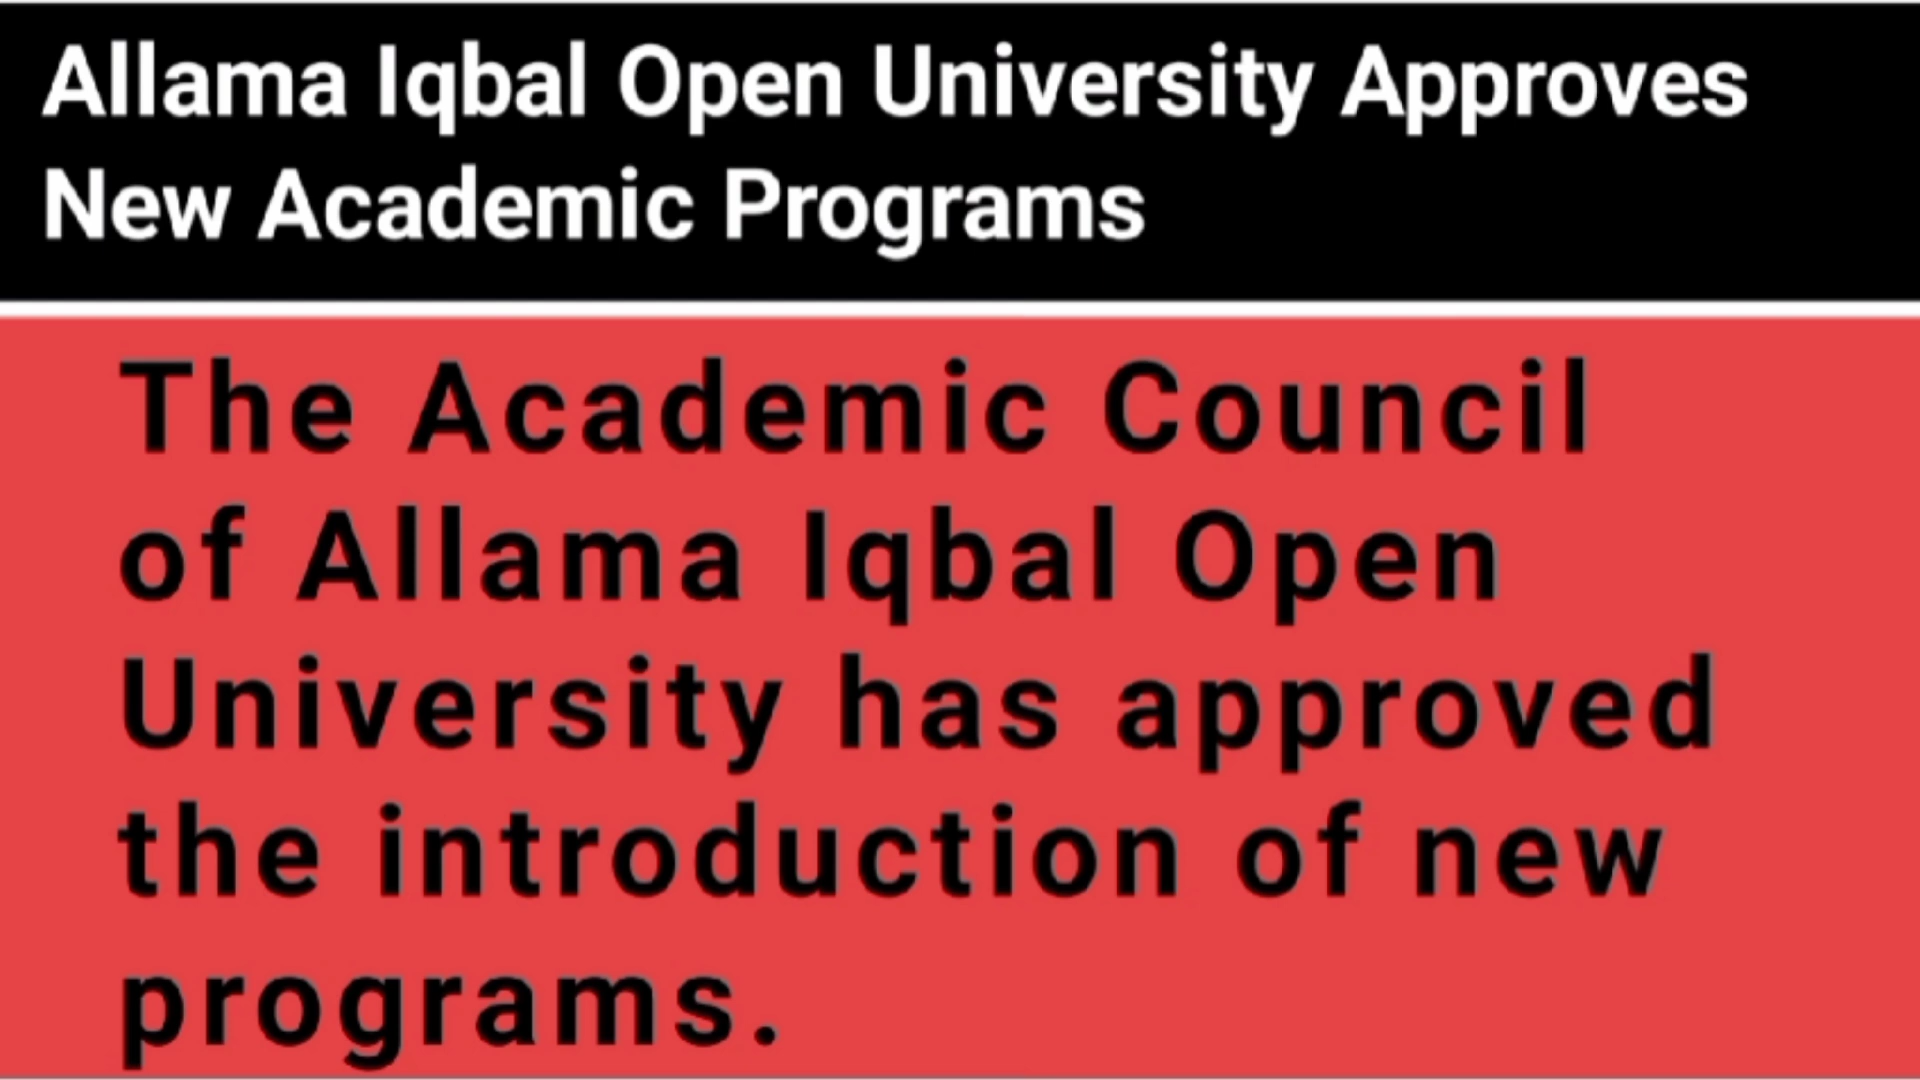 Allama Iqbal Open University Approves
New Academic Programs
The Academic Council
of Allama Iqbal Open
University has approved
the introduction of new
programs.